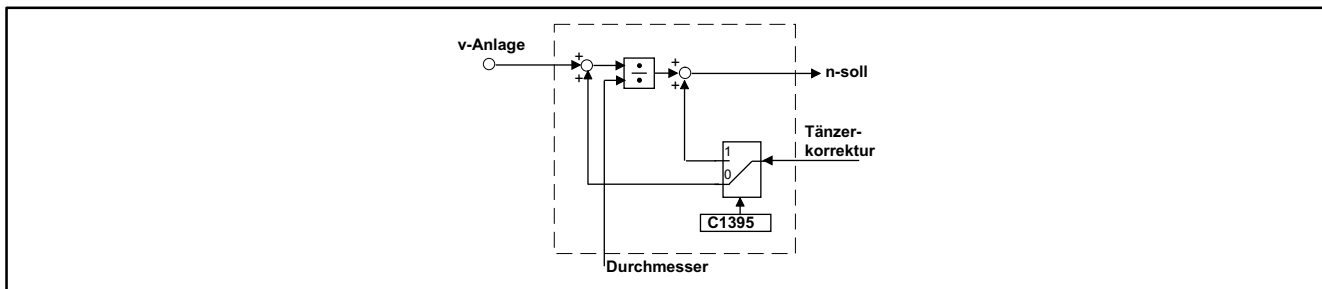 v-Anlage
+
+
+
+
n-soll
Tänzer-
korrektur
1
0
C1395
Durchmesser